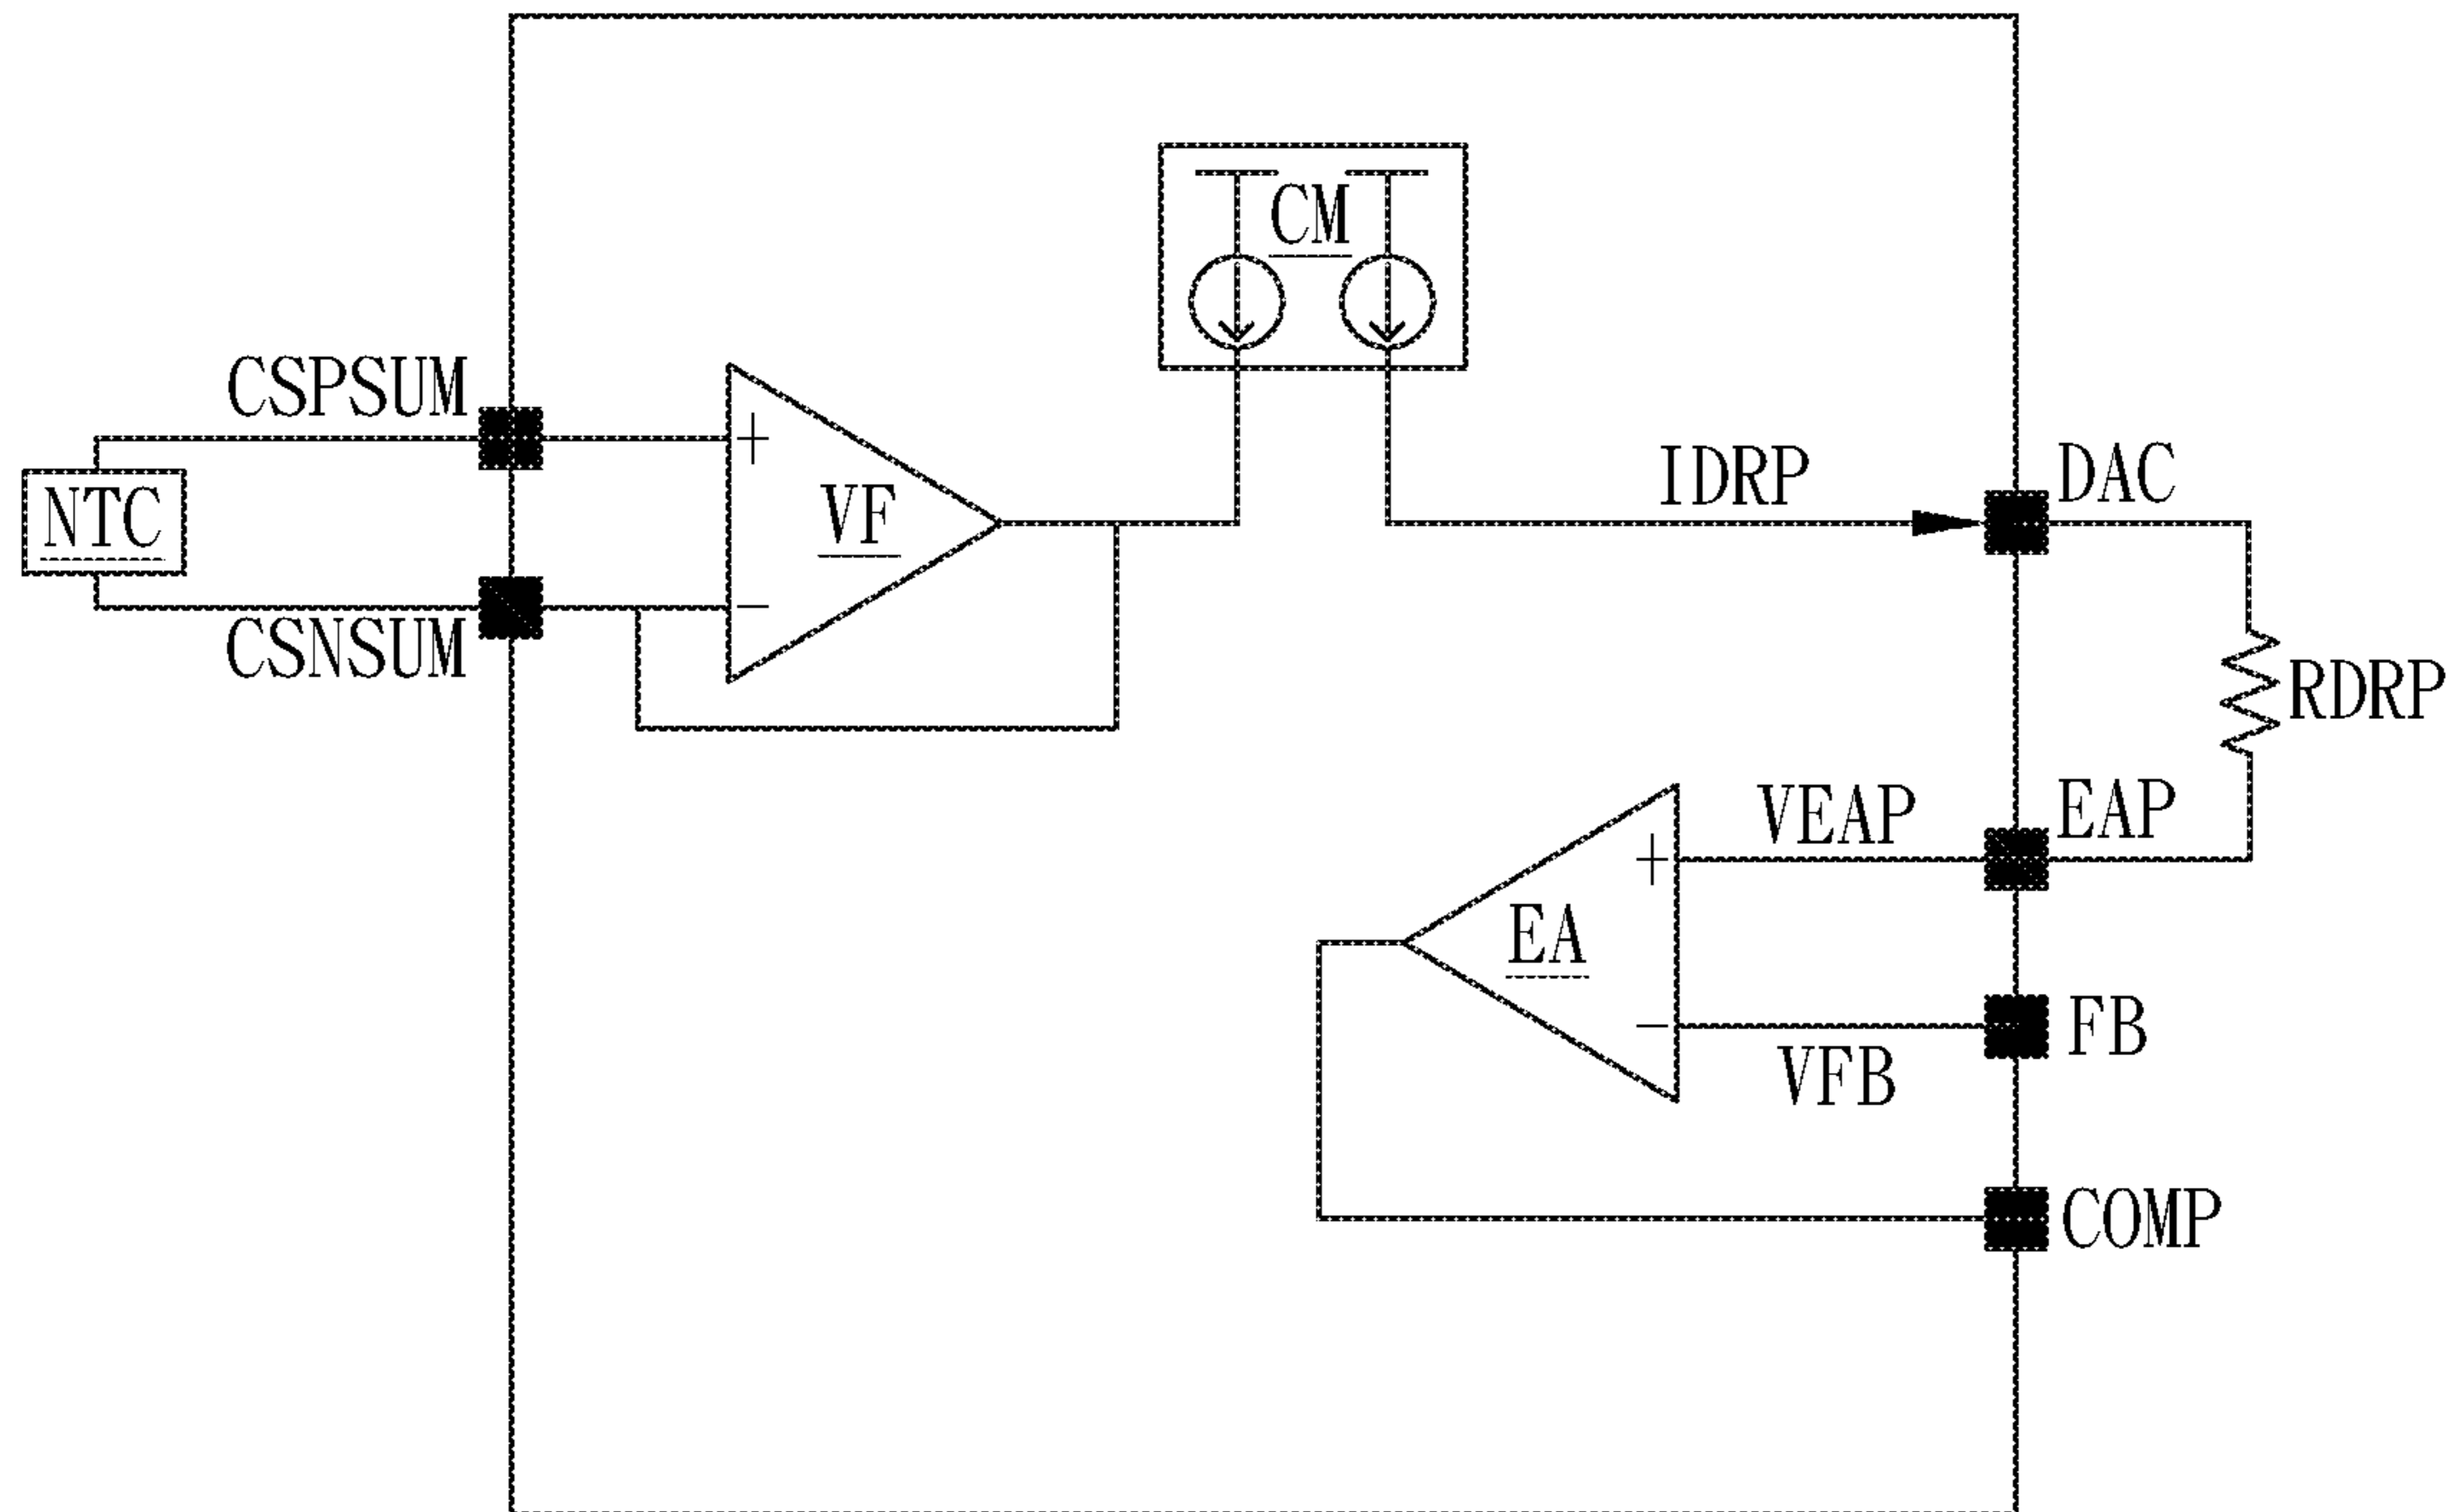 CM
CSPSUM
IDRP
DAC
+
NTC
VF
−
CSNSUM
RDRP
VEAP
EAP
+
EA
−
FB
VFB
COMP